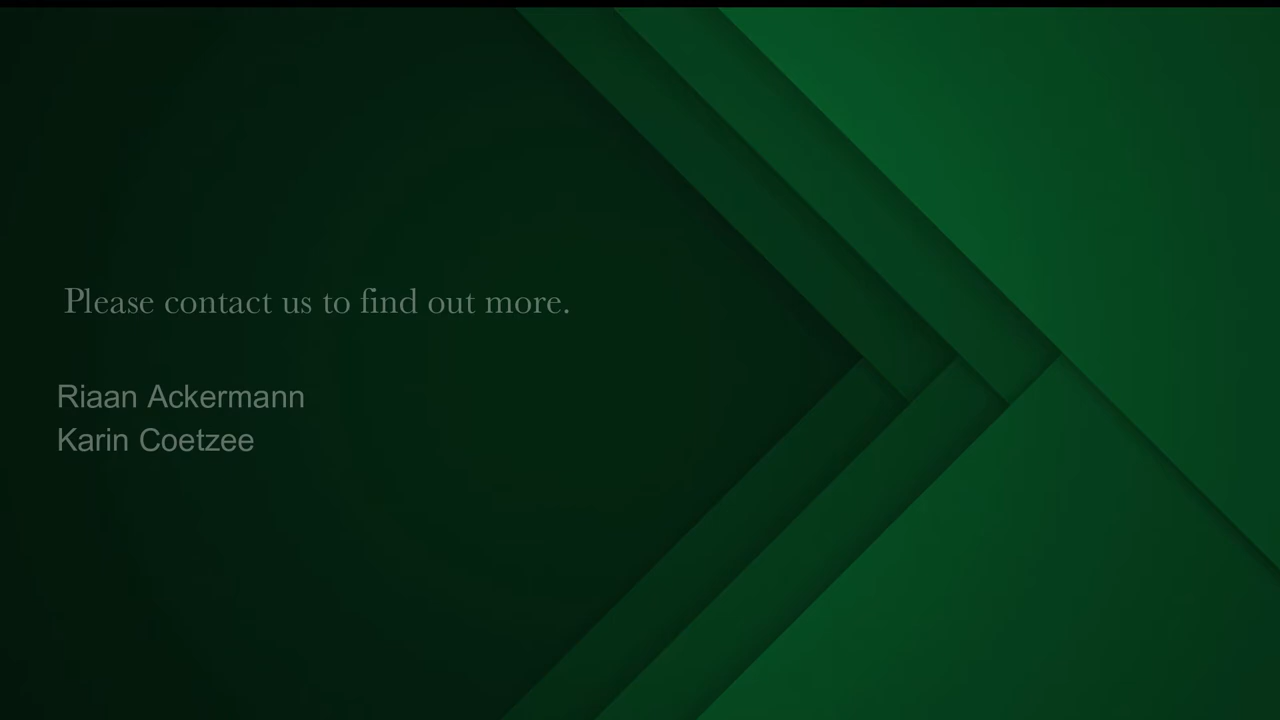 Please contact us to find out more.
Riaan Ackermann
Karin Coetzee